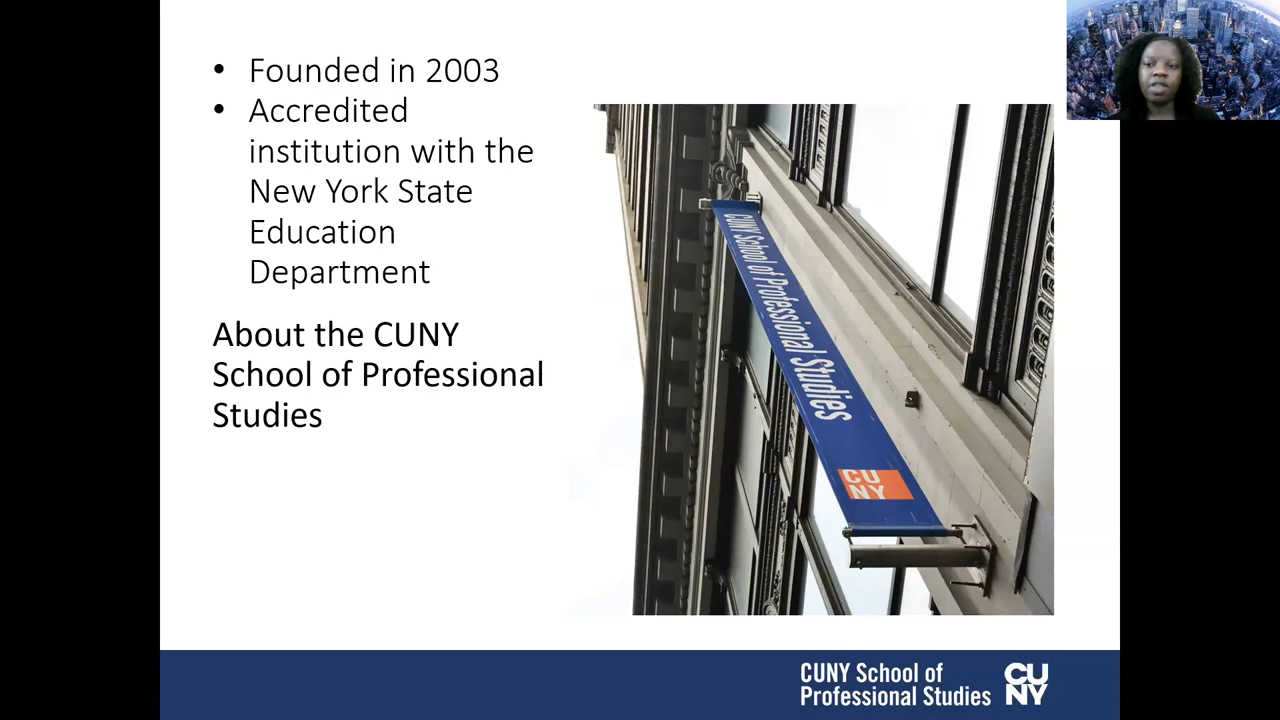 • Founded in 2003
• Accredited
institution with the
New York State
Education
Department
About the CUNY
School of Professional
Studies
CUNY School of Professional Studies
CU
NY
CUNY School of
Professional Studies
CU
NY